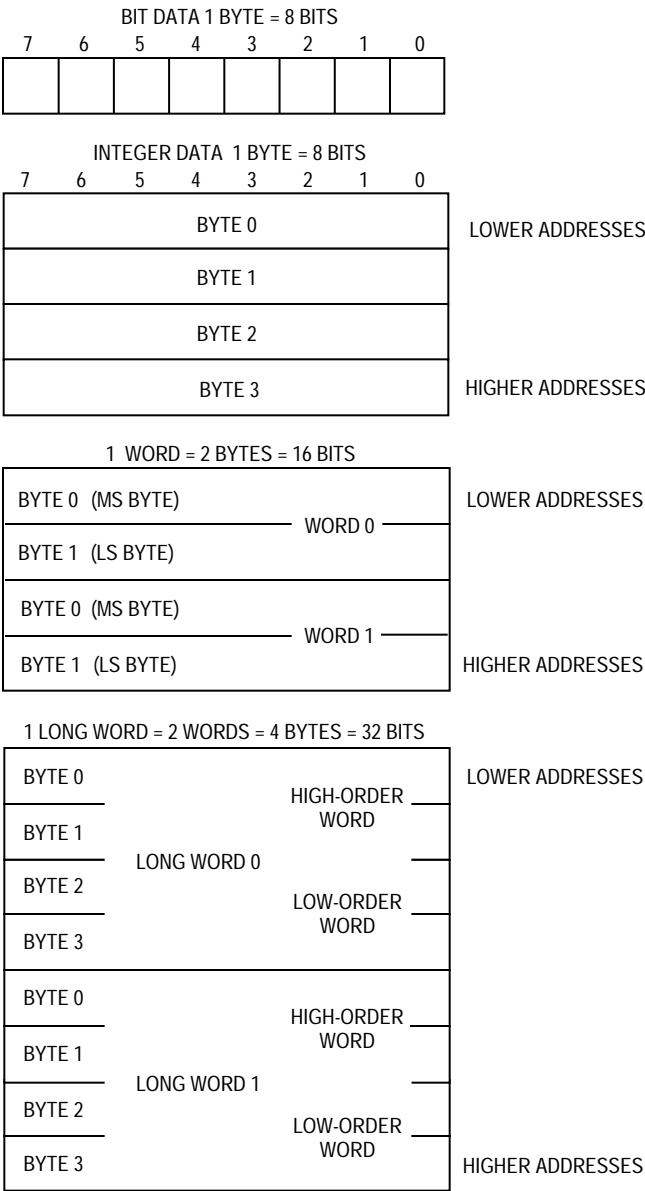 BIT DATA 1 BYTE = 8 BITS
7 6 5 4 3 2 1 0
INTEGER DATA 1 BYTE = 8 BITS
7 6 5 4 3 2 1 0
BYTE 0 LOWER ADDRESSES
BYTE 1
BYTE 2
BYTE 3 HIGHER ADDRESSES
1 WORD = 2 BYTES = 16 BITS
BYTE 0 (MS BYTE) LOWER ADDRESSES
WORD 0
BYTE 1 (LS BYTE)
BYTE 0 (MS BYTE)
WORD 1
BYTE 1 (LS BYTE) HIGHER ADDRESSES
1 LONG WORD = 2 WORDS = 4 BYTES = 32 BITS
BYTE 0 LOWER ADDRESSES
HIGH-ORDER
WORD
BYTE 1
LONG WORD 0
BYTE 2
LOW-ORDER
WORD
BYTE 3
BYTE 0
HIGH-ORDER
WORD
BYTE 1
LONG WORD 1
BYTE 2
LOW-ORDER
WORD
BYTE 3 HIGHER ADDRESSES